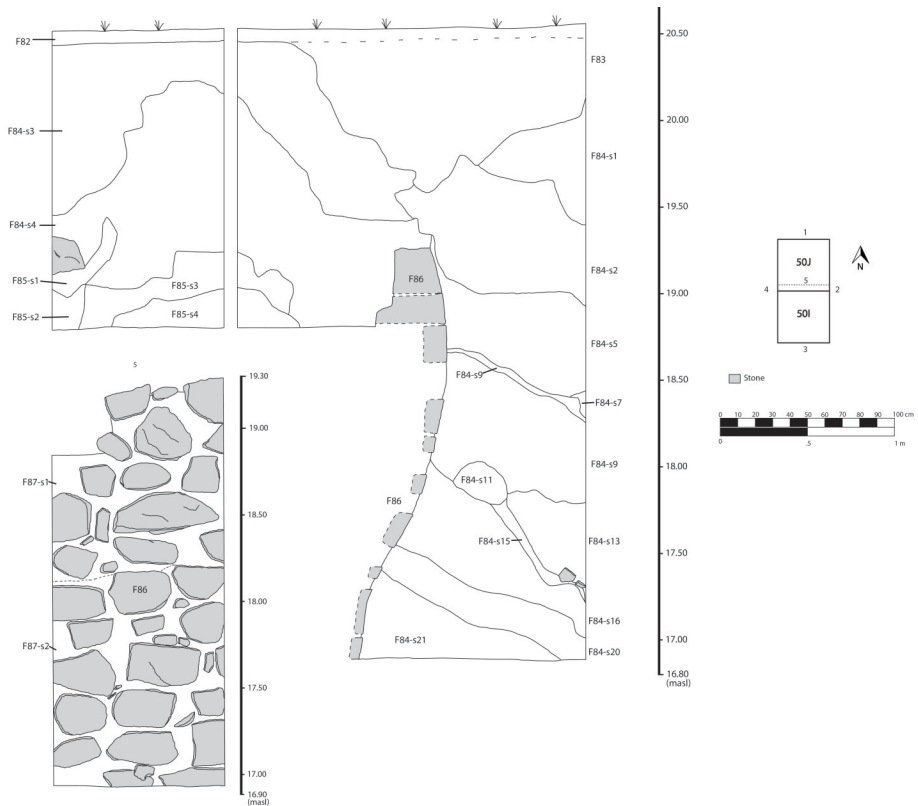 F82
F84-s3
F84-s4
F85-s1
F85-s2
F85-s3
F85-s4
F83
F84-s1
F86
F84-s2
F84-s5
F84-s9
F84-s7
F84-s9
F84-s11
F86
F84-s15
F84-s13
F84-s16
F84-s21
F84-s20
20.50
20.00
19.50
19.00
18.50
18.00
17.50
17.00
16.80
(masl)
5
F87-s1
F86
F87-s2
19.30
19.00
18.50
18.00
17.50
17.00
16.90
(masl)
1
50J
5
4
2
50I
3
N
Stone
0 10 20 30 40 50 60 70 80 90 100 cm
0 .5 1 m